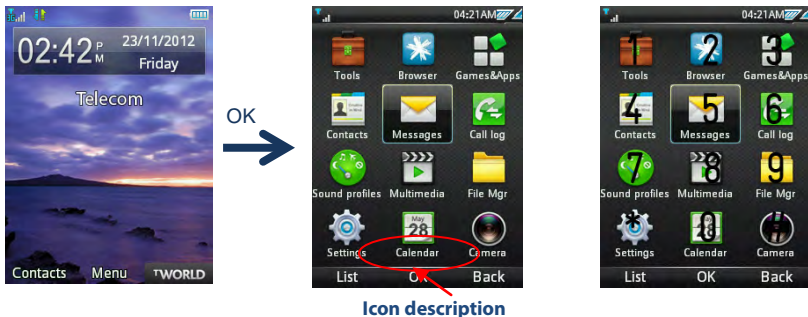 02:42 PM 23/11/2012
Friday
Telecom
Contacts Menu TWORLD
OK
04:21AM
Tools Browser Games&Apps
Contacts Messages Call log
Sound profiles Multimedia File Mgr
May
28
Settings Calendar Camera
List OK Back
Icon description
04:21AM
1 2 3
Tools Browser Games&Apps
4 5 6
Contacts Messages Call log
7 8 9
Sound profiles Multimedia File Mgr
* 0 #
Settings Calendar Camera
List OK Back